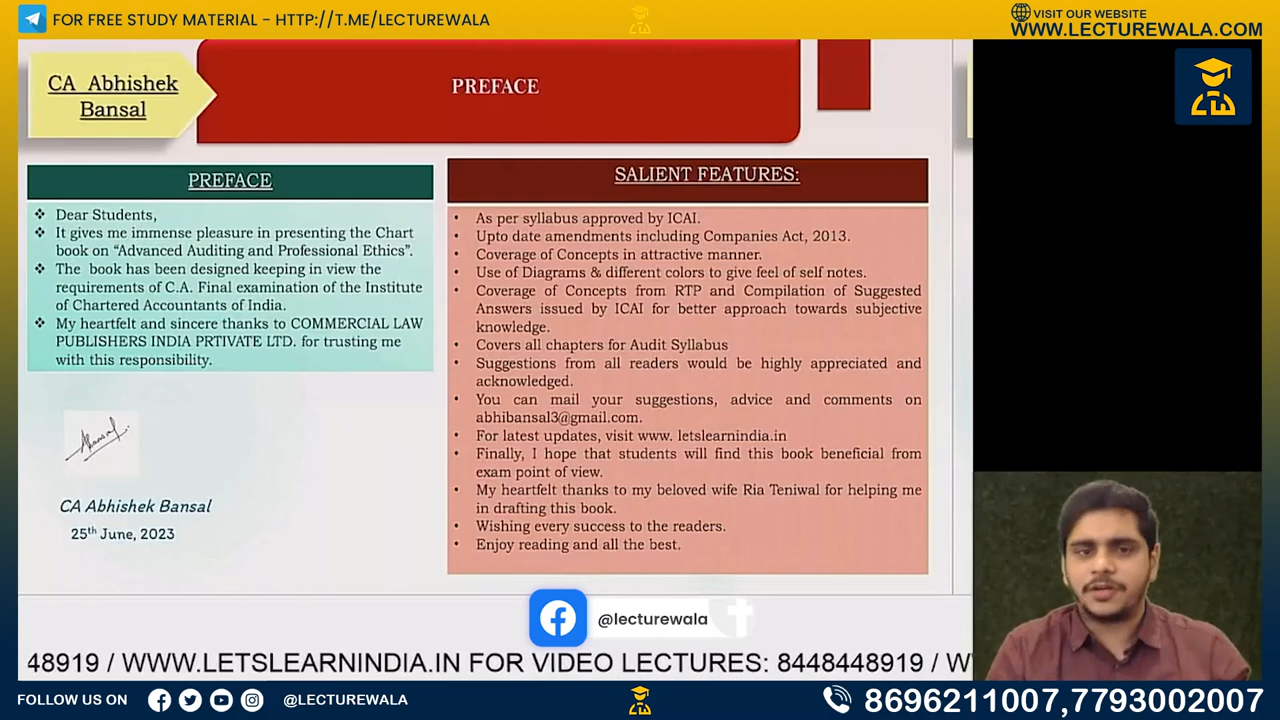 FOR FREE STUDY MATERIAL - HTTP://T.ME/LECTUREWALA
VISIT OUR WEBSITE
WWW.LECTUREWALA.COM
CA Abhishek
Bansal
PREFACE
PREFACE
❖ Dear Students,
❖ It gives me immense pleasure in presenting the Chart
book on “Advanced Auditing and Professional Ethics”.
❖ The book has been designed keeping in view the
requirements of C.A. Final examination of the Institute
of Chartered Accountants of India.
❖ My heartfelt and sincere thanks to COMMERCIAL LAW
PUBLISHERS INDIA PRTIVATE LTD. for trusting me
with this responsibility.
CA Abhishek Bansal
25th June, 2023
SALIENT FEATURES:
• As per syllabus approved by ICAI.
• Upto date amendments including Companies Act, 2013.
• Coverage of Concepts in attractive manner.
• Use of Diagrams & different colors to give feel of self notes.
• Coverage of Concepts from RTP and Compilation of Suggested
Answers issued by ICAI for better approach towards subjective
knowledge.
• Covers all chapters for Audit Syllabus
• Suggestions from all readers would be highly appreciated and
acknowledged.
• You can mail your suggestions, advice and comments on
abhibansal3@gmail.com.
• For latest updates, visit www. letslearnindia.in
• Finally, I hope that students will find this book beneficial from
exam point of view.
• My heartfelt thanks to my beloved wife Ria Teniwal for helping me
in drafting this book.
• Wishing every success to the readers.
• Enjoy reading and all the best.
@lecturewala
48919 / WWW.LETSLEARNINDIA.IN FOR VIDEO LECTURES: 8448448919 / W
FOLLOW US ON
@LECTUREWALA
8696211007,7793002007